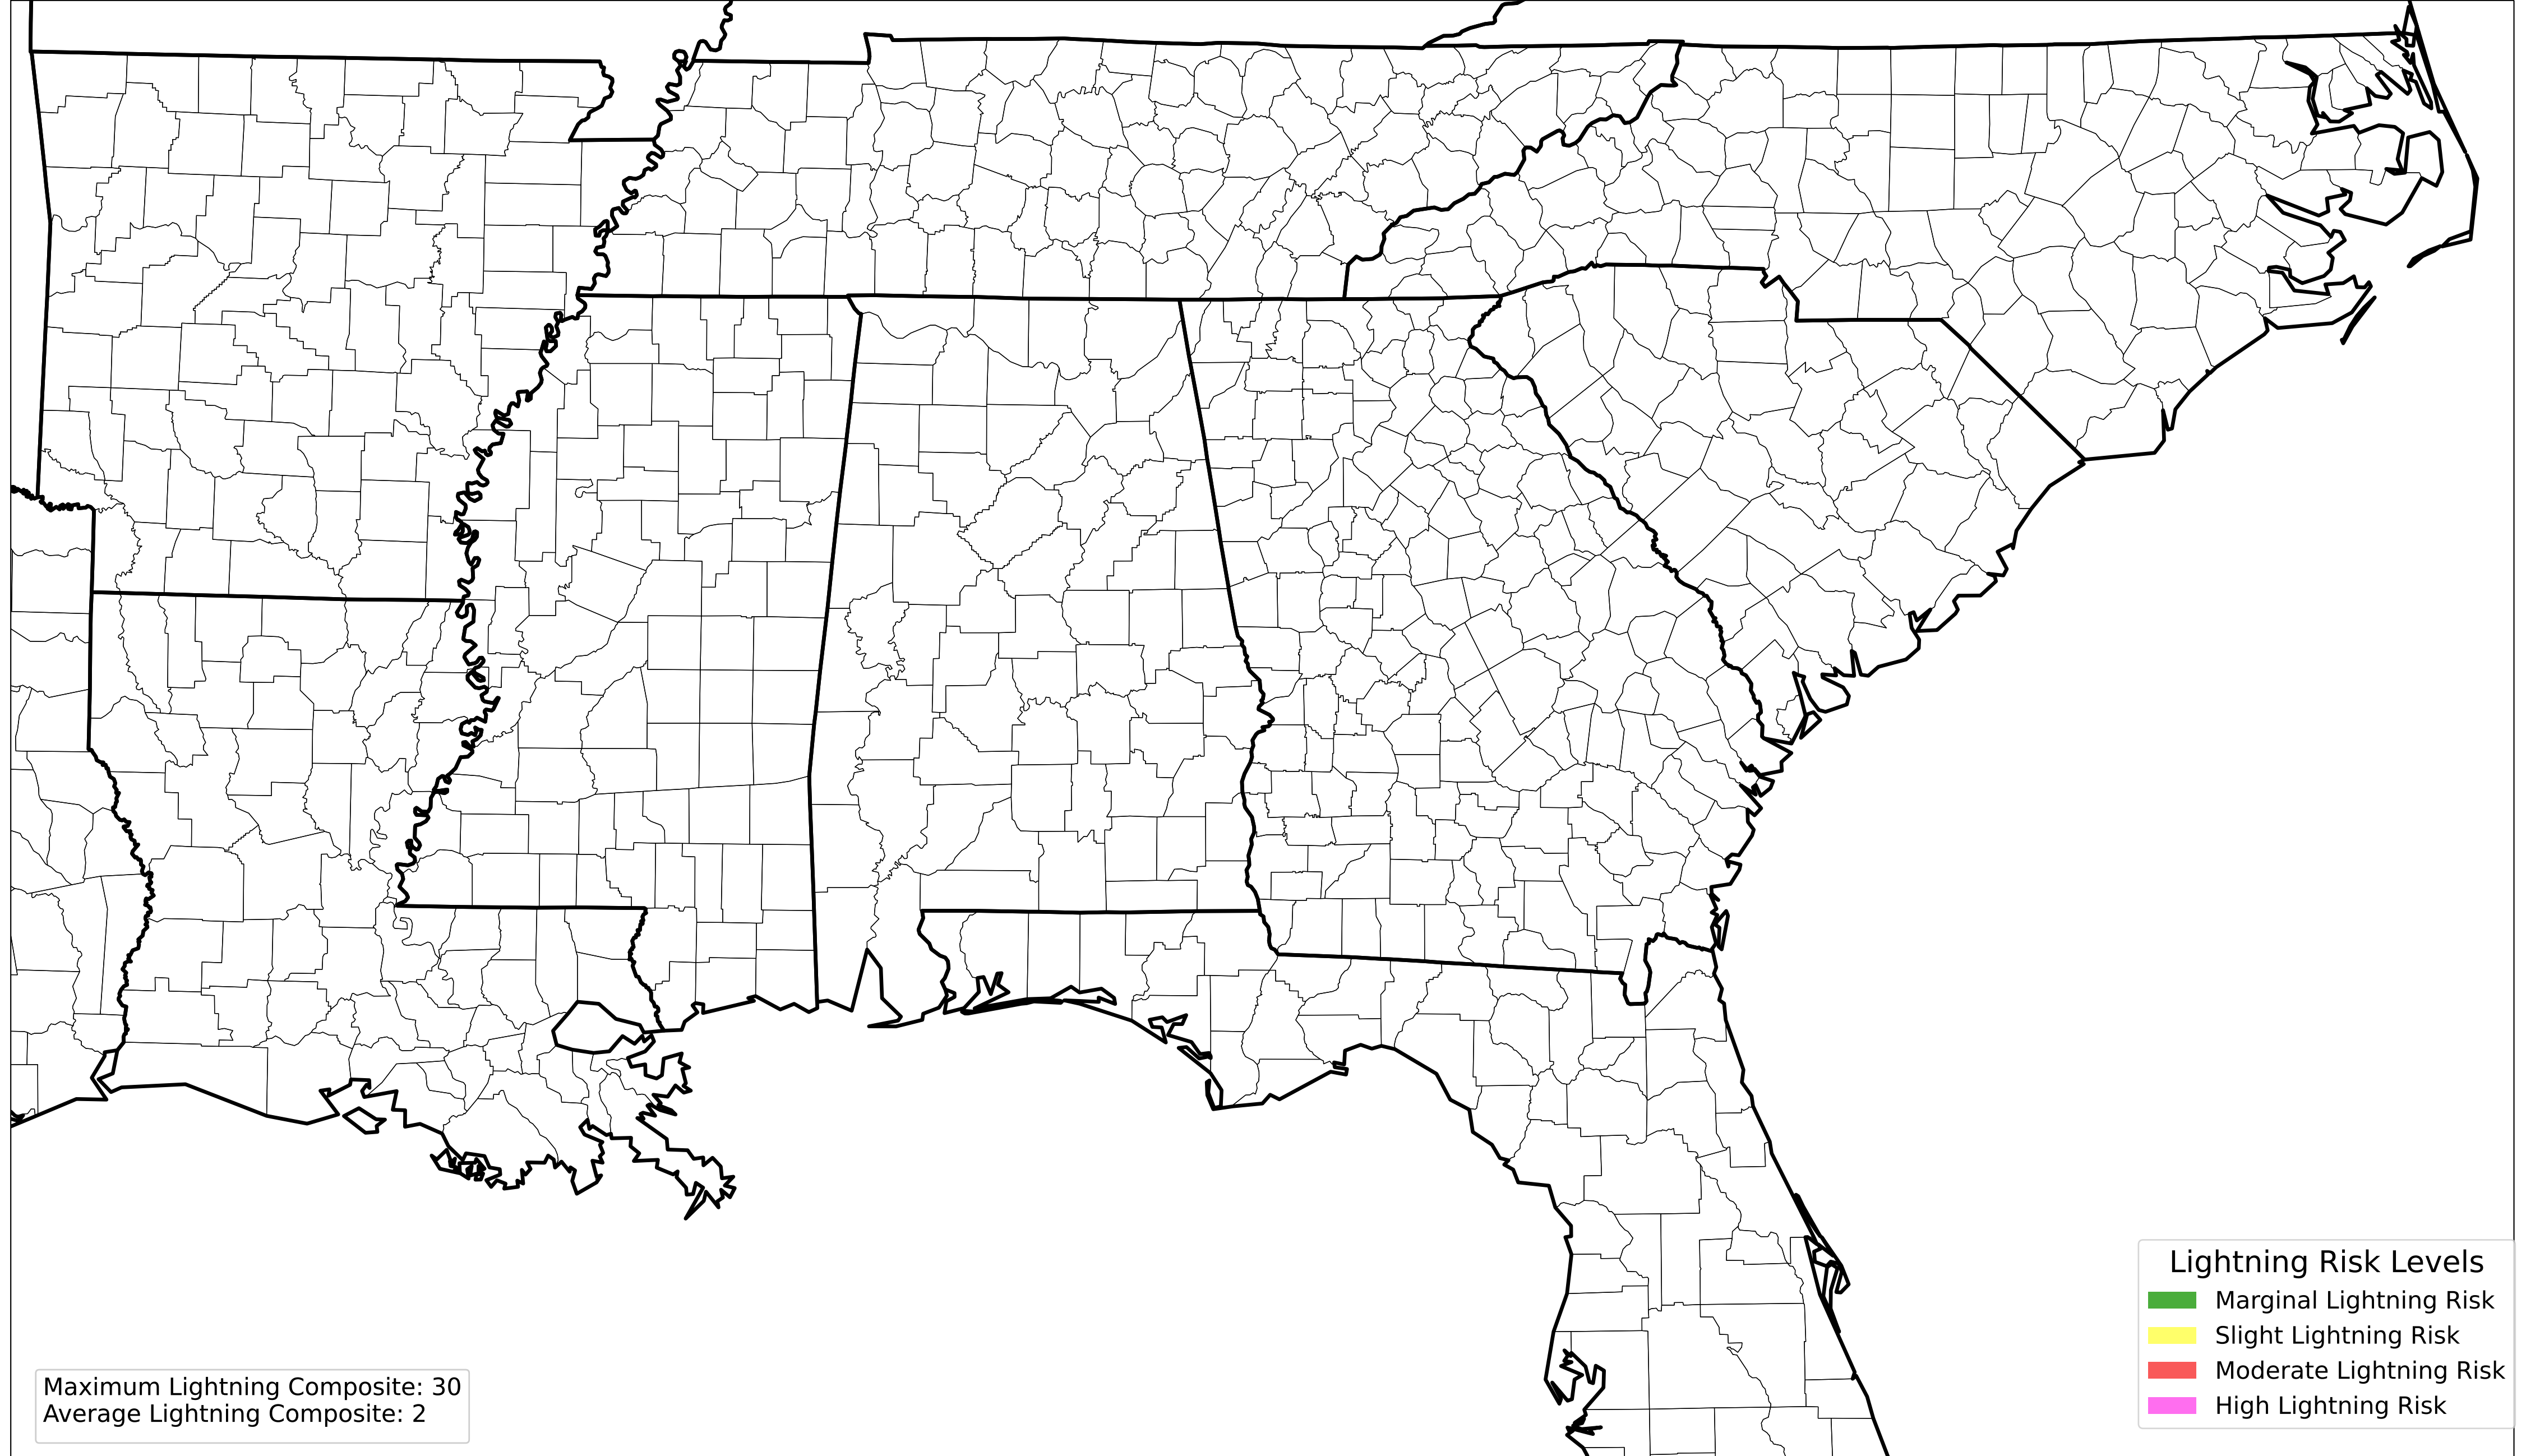 Lightning Risk Levels
Marginal Lightning Risk
Slight Lightning Risk
Moderate Lightning Risk
High Lightning Risk
Maximum Lightning Composite: 30
Average Lightning Composite: 2